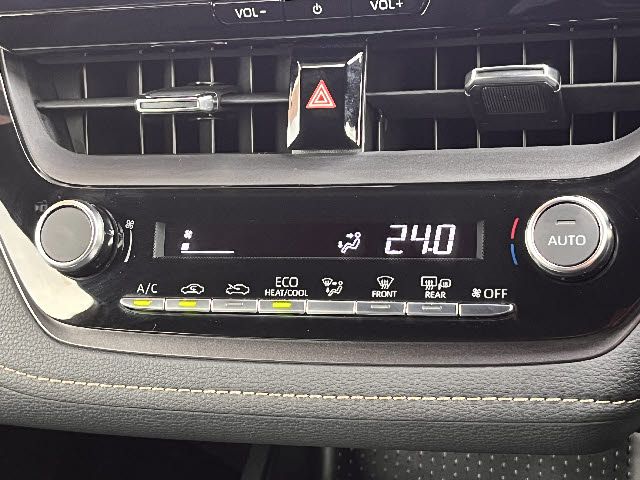 VOL- VOL+
24.0
AUTO
A/C ECO HEAT/COOL FRONT REAR OFF